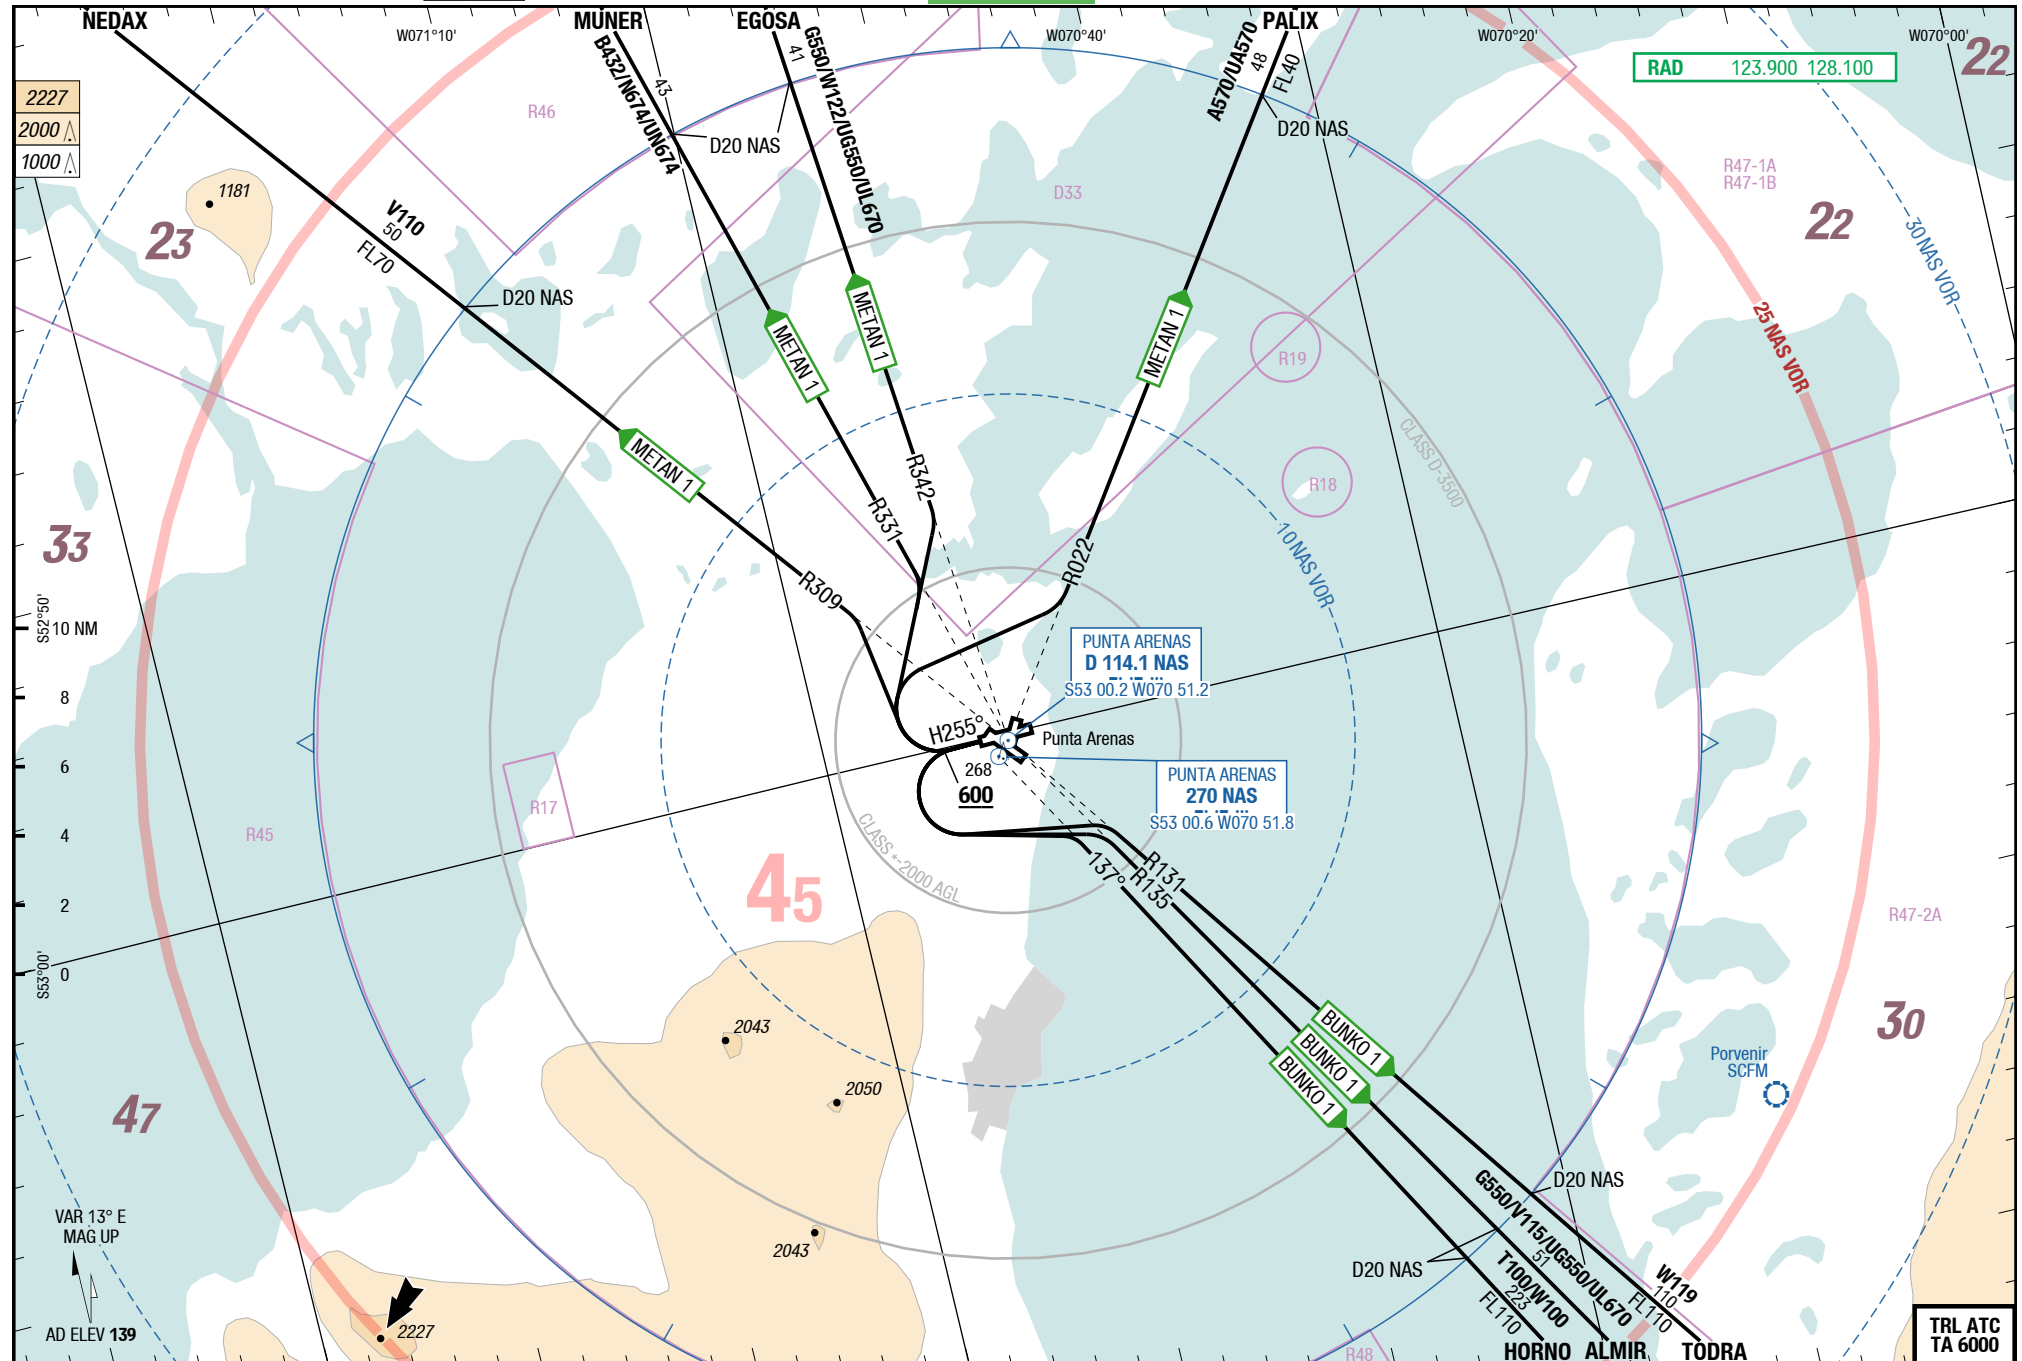 NEDAX
MUNER
EGOSA
PALIX
W071°10'
W070°40'
W070°20'
W070°00'
22
RAD 123.900 128.100
2227
2000
1000
R46
B432/N674/UN674
43
41
G550/W122/UG550/UL670
A570/UA570
48
FL40
D20 NAS
D20 NAS
D33
R47-1A
R47-1B
1181
23
V110
50
FL70
22
30 NAS VOR
D20 NAS
METAN 1
METAN 1
METAN 1
METAN 1
R19
25 NAS VOR
CLASS D-3500
R18
R342
R331
R309
R022
10 NAS VOR
33
S52°50'
10 NM
8
6
4
2
0
S53°00'
PUNTA ARENAS
D 114.1 NAS
S53 00.2 W070 51.2
H255°
Punta Arenas
268
600
PUNTA ARENAS
270 NAS
S53 00.6 W070 51.8
R17
R45
CLASS *-2000 AGL
45
137°
R135
R131
R47-2A
30
2043
2050
2043
BUNKO 1
BUNKO 1
BUNKO 1
Porvenir
SCFM
47
D20 NAS
D20 NAS
G550/V115/UG550/UL670
51
T100/W100
223
FL110
W119
110
FL110
VAR 13° E
MAG UP
AD ELEV 139
2227
R48
HORNO
ALMIR
TODRA
TRL ATC
TA 6000